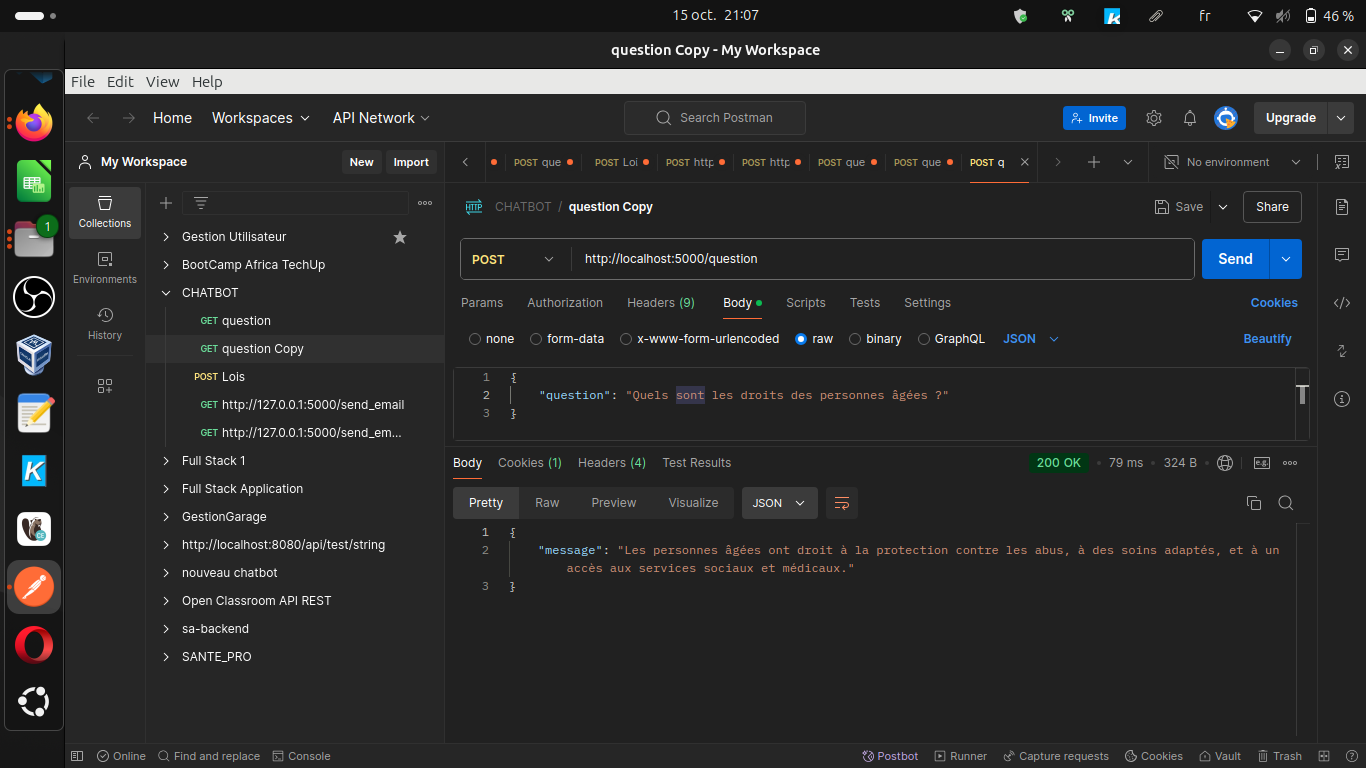 15 oct. 21:07
fr
46 %
question Copy - My Workspace
File Edit View Help
Home Workspaces API Network
Search Postman
Invite
Upgrade
My Workspace
New Import
POST que
POST Loi
POST http
POST http
POST que
POST que
POST q
No environment
Collections
Environments
History
Gestion Utilisateur
BootCamp Africa TechUp
CHATBOT
GET question
GET question Copy
POST Lois
GET http://127.0.0.1:5000/send_email
GET http://127.0.0.1:5000/send_em...
Full Stack 1
Full Stack Application
GestionGarage
http://localhost:8080/api/test/string
nouveau chatbot
Open Classroom API REST
sa-backend
SANTE_PRO
HTTP CHATBOT / question Copy
Save
Share
POST http://localhost:5000/question
Send
Params Authorization Headers (9) Body Scripts Tests Settings
Cookies
none form-data x-www-form-urlencoded raw binary GraphQL JSON
Beautify
1 {
2 "question": "Quels sont les droits des personnes âgées ?"
3 }
Body Cookies (1) Headers (4) Test Results
200 OK • 79 ms • 324 B
e.g.
Pretty Raw Preview Visualize JSON
1 {
2 "message": "Les personnes âgées ont droit à la protection contre les abus, à des soins adaptés, et à un
accès aux services sociaux et médicaux."
3 }
1
Online Find and replace Console
Postbot Runner Capture requests Cookies Vault Trash